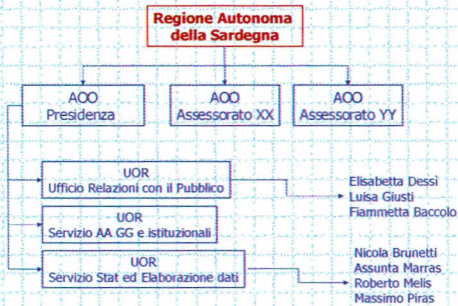 Regione Autonoma
della Sardegna
AOO
Presidenza
AOO
Assessorato XX
AOO
Assessorato YY
UOR
Ufficio Relazioni con il Pubblico
Elisabetta Dessì
Luisa Giusti
Fiammetta Baccolo
UOR
Servizio AA GG e istituzionali
UOR
Servizio Stat ed Elaborazione dati
Nicola Brunetti
Assunta Marras
Roberto Melis
Massimo Piras